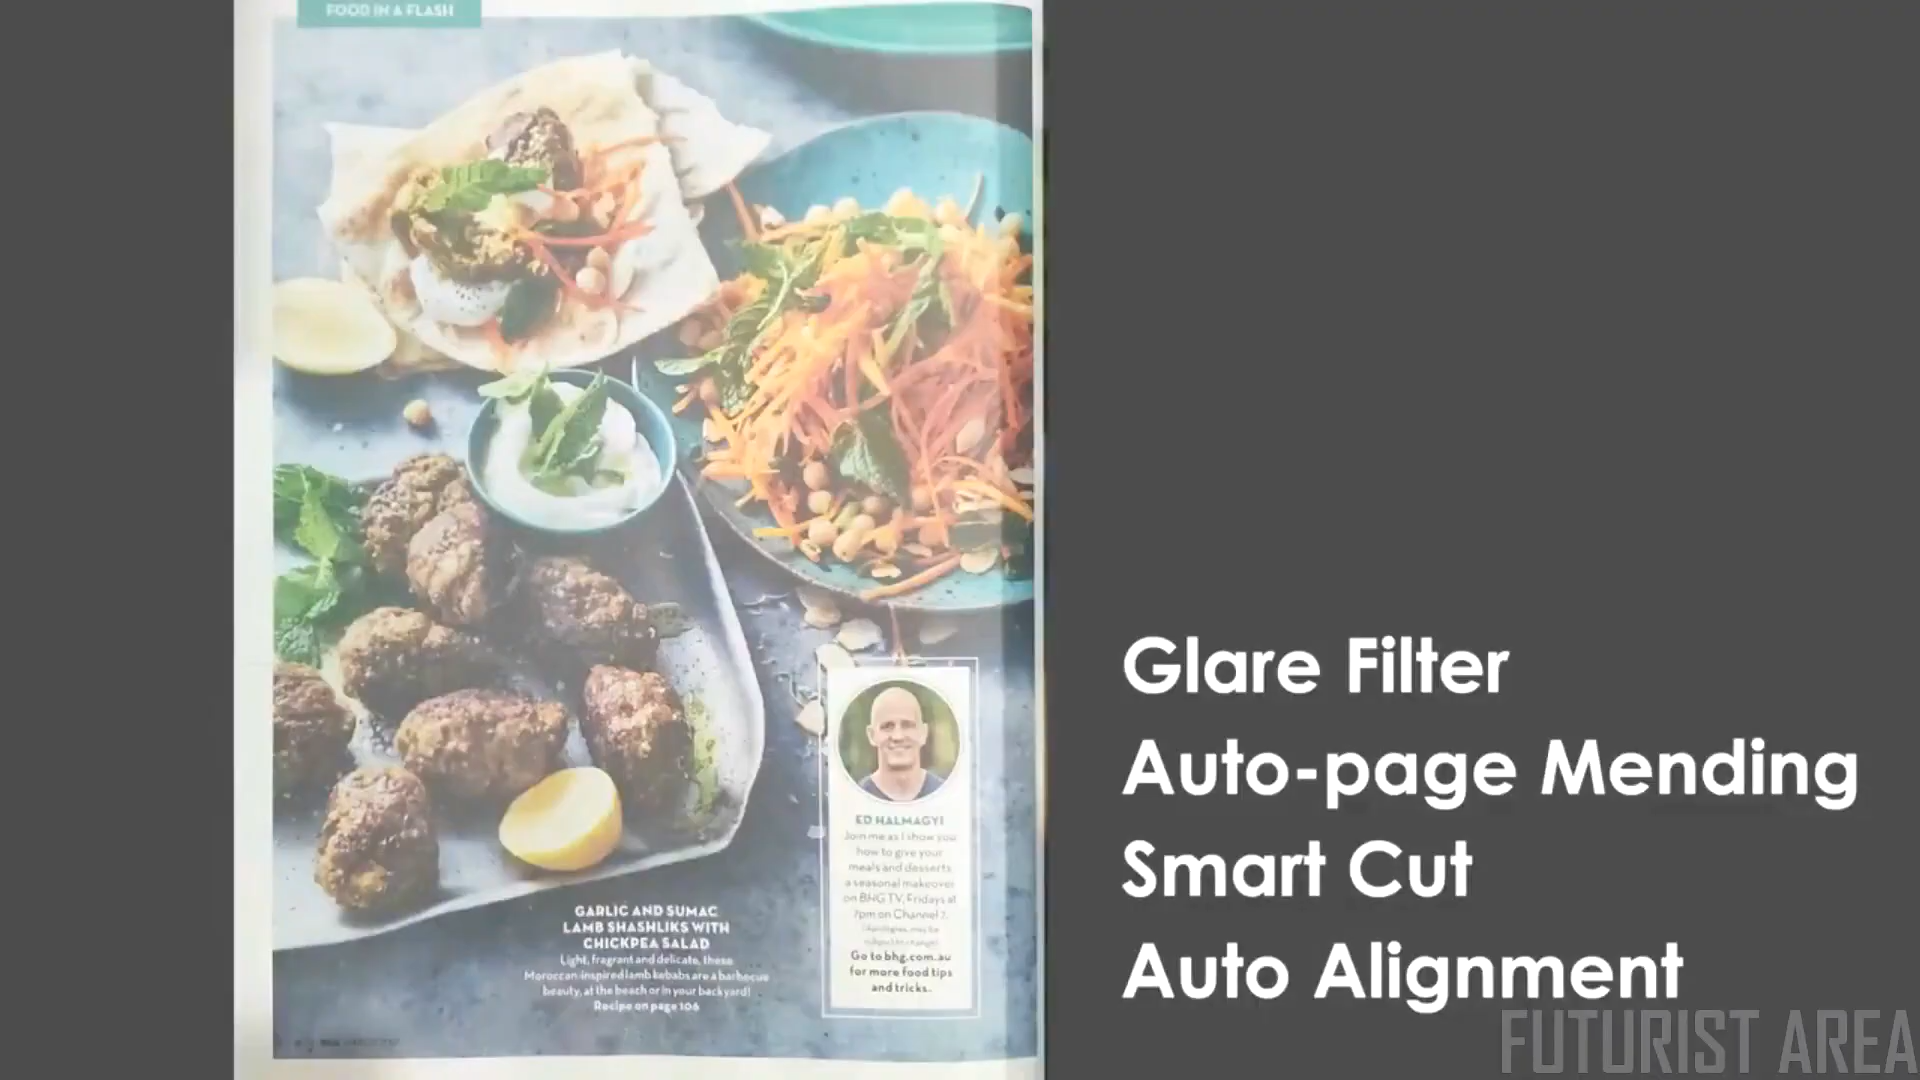 FOOD IN A FLASH
ED HALMAGYI
Join me as I show you
how to give your
meals and desserts
a seasonal makeover
on BHG TV, Fridays at
7pm on Channel 7.
subject to change)
Go to bhg.com.au
for more food tips
and tricks.
GARLIC AND SUMAC
LAMB SHASHLIKS WITH
CHICKPEA SALAD
Light, fragrant and delicate, these
Moroccan-inspired lamb kebabs are a barbecue
beauty, at the beach or in your backyard!
Recipe on page 106
Glare Filter
Auto-page Mending
Smart Cut
Auto Alignment
FUTURIST AREA